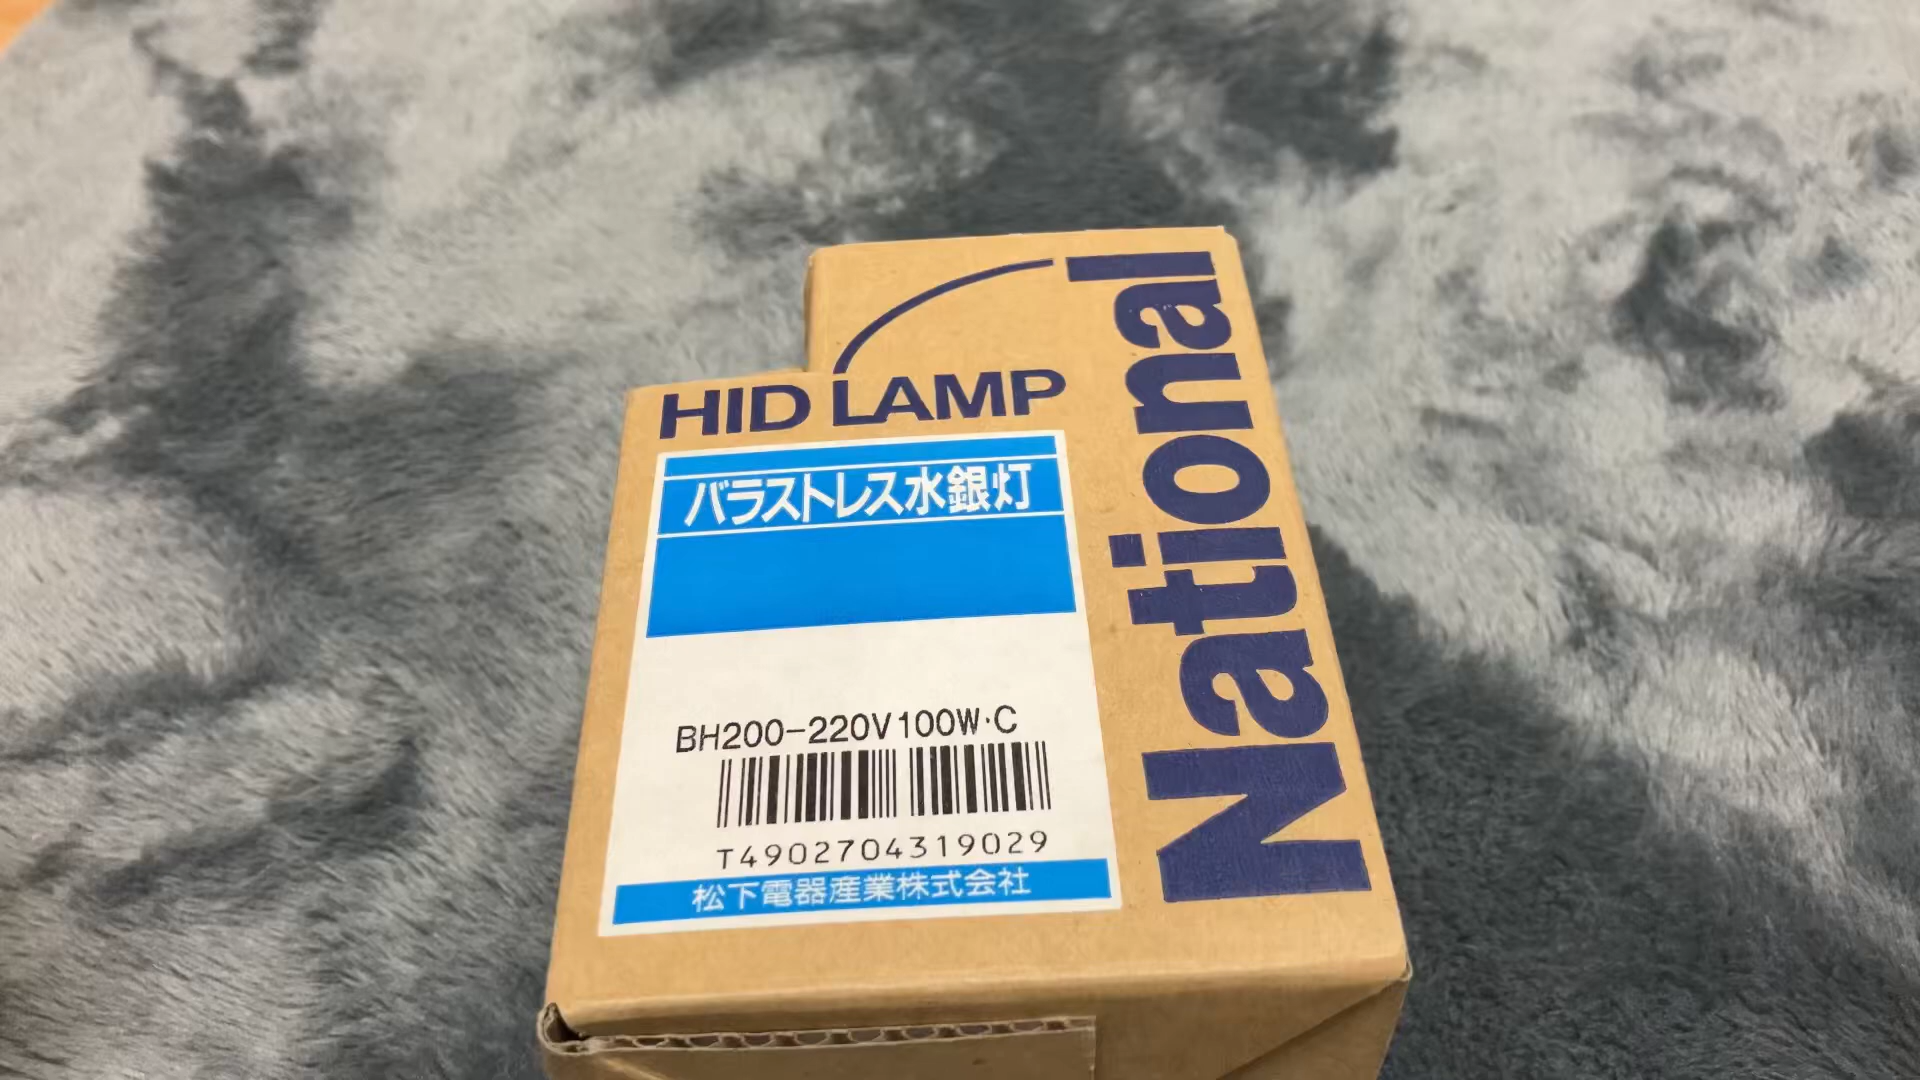 HID LAMP
National
バラストレス水銀灯
BH200-220V100W·C
T4902704319029
松下電器産業株式会社